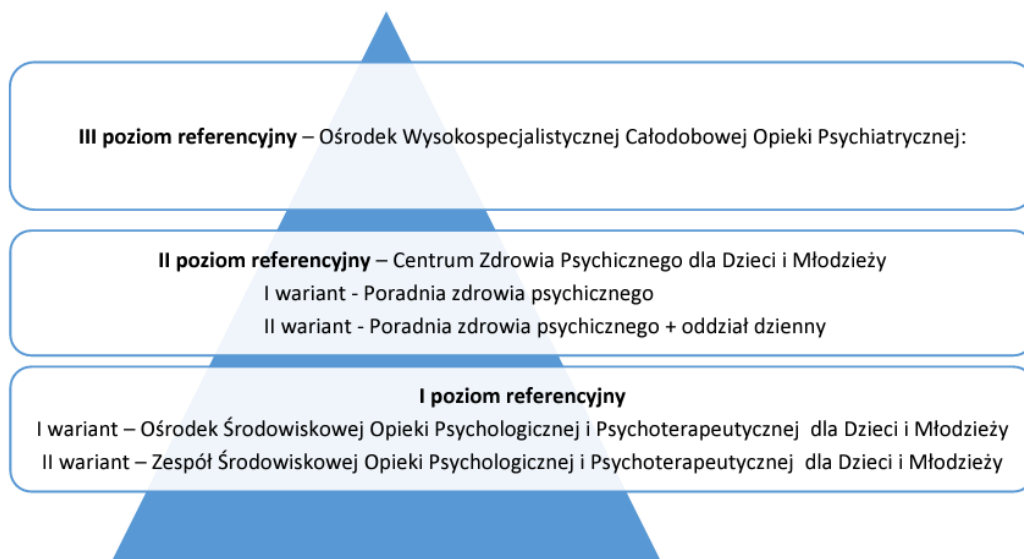 III poziom referencyjny – Ośrodek Wysokospecjalistycznej Całodobowej Opieki Psychiatrycznej:
II poziom referencyjny – Centrum Zdrowia Psychicznego dla Dzieci i Młodzieży
I wariant - Poradnia zdrowia psychicznego
II wariant - Poradnia zdrowia psychicznego + oddział dzienny
I poziom referencyjny
I wariant – Ośrodek Środowiskowej Opieki Psychologicznej i Psychoterapeutycznej dla Dzieci i Młodzieży
II wariant – Zespół Środowiskowej Opieki Psychologicznej i Psychoterapeutycznej dla Dzieci i Młodzieży